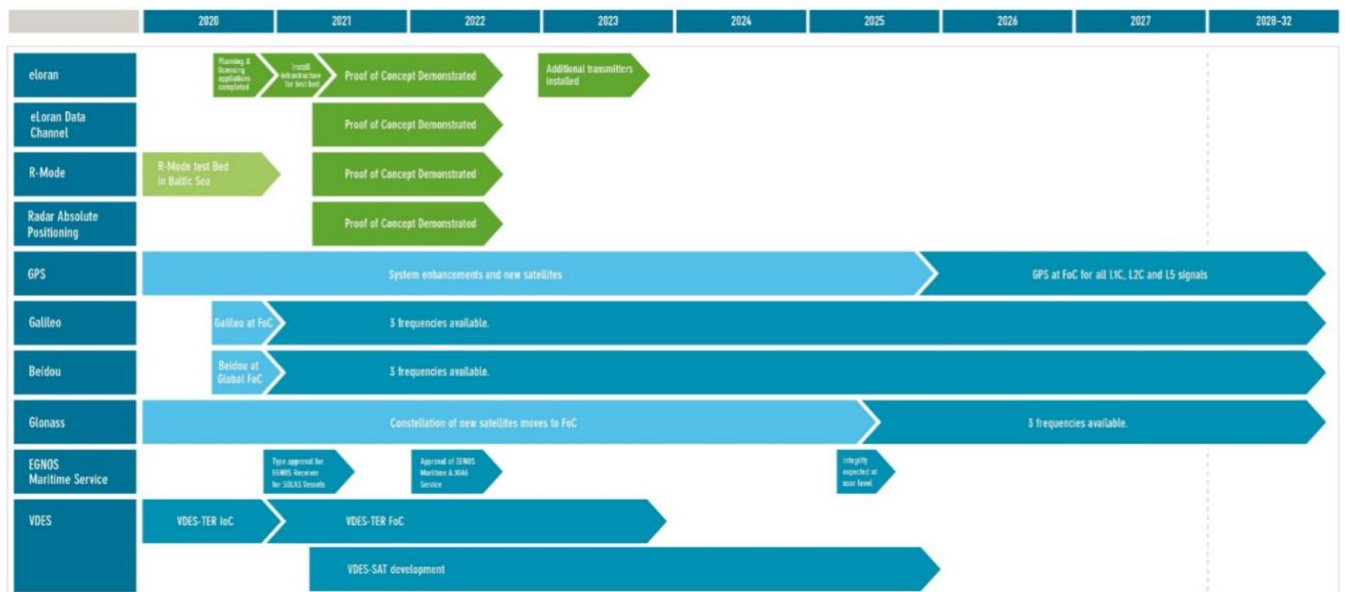 2020 2021 2022 2023 2024 2025 2026 2027 2028-32
eloran
Planning &
licensing
appliations
completed
Install
infrastructure
for test bed
Proof of Concept Demonstrated
Additional transmitters
installed
eLoran Data
Channel
Proof of Concept Demonstrated
R-Mode
R-Mode test Bed
in Baltic Sea
Proof of Concept Demonstrated
Radar Absolute
Positioning
Proof of Concept Demonstrated
GPS
System enhancements and new satellites
GPS at FoC for all L1C, L2C and L5 signals
Galileo
Galileo at FoC
3 frequencies available.
Beidou
Beidou at
Global FoC
3 frequencies available.
Glonass
Constellation of new satellites moves to FoC
3 frequencies available.
EGNOS
Maritime Service
Type approval for
EGNOS Receiver
for SOLAS Vessels
Approval of EGNOS
Maritime A.1046
Service
Integrity
expected at
user level
VDES
VDES-TER IoC
VDES-TER FoC
VDES-SAT development